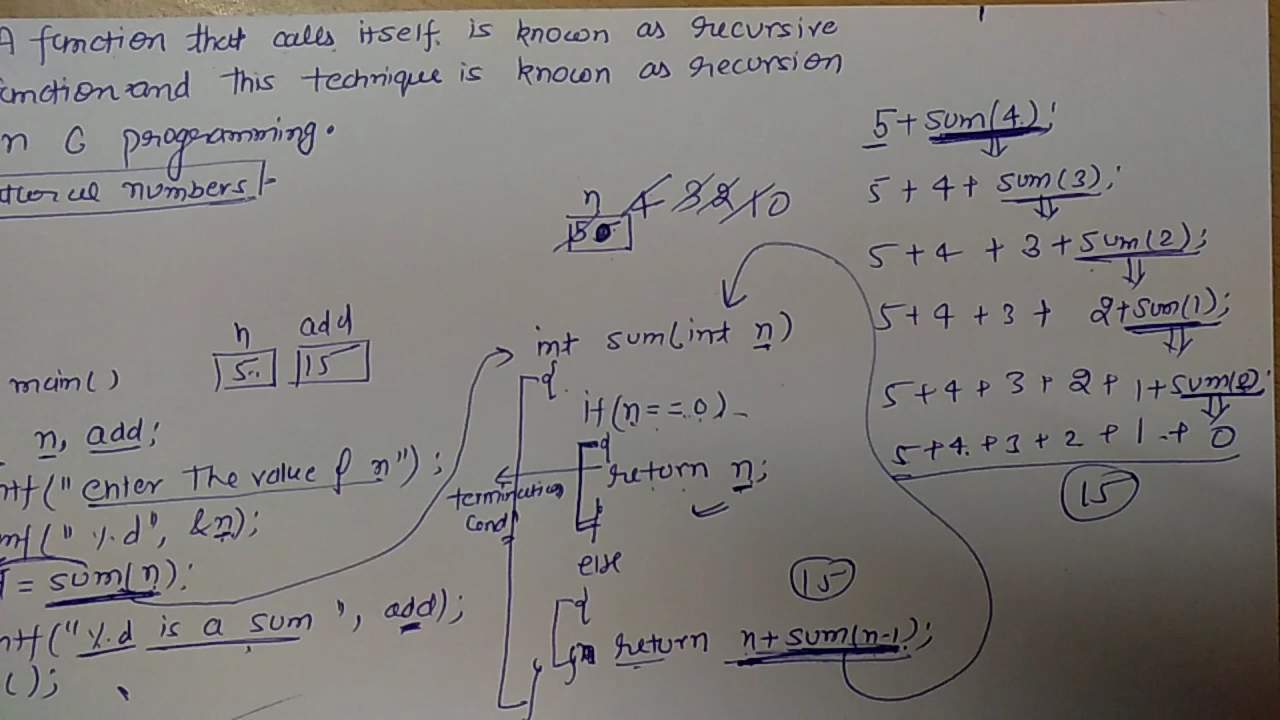 A function that calls itself. is known as recursive
unction and this technique is known as recursion
n C programming.
numbers :-
n 4 3 2 1 0
5
n add
5 15
main()
n, add;
ntf(" enter The value of n");
nf(" %d", &n);
= sum(n);
ntf(" %d is a sum ", add);
();
int sum(int n)
{
if(n==0)
{
return n;
}
termination
Cond
else
{
return n+sum(n-1);
}
}
15
5+sum(4);
⇓
5 + 4 + sum(3);
⇓
5 + 4 + 3 + sum(2);
⇓
5 + 4 + 3 + 2+sum(1);
⇓
5 + 4 + 3 + 2 + 1+sum(0);
⇓
5 + 4 + 3 + 2 + 1 + 0
15